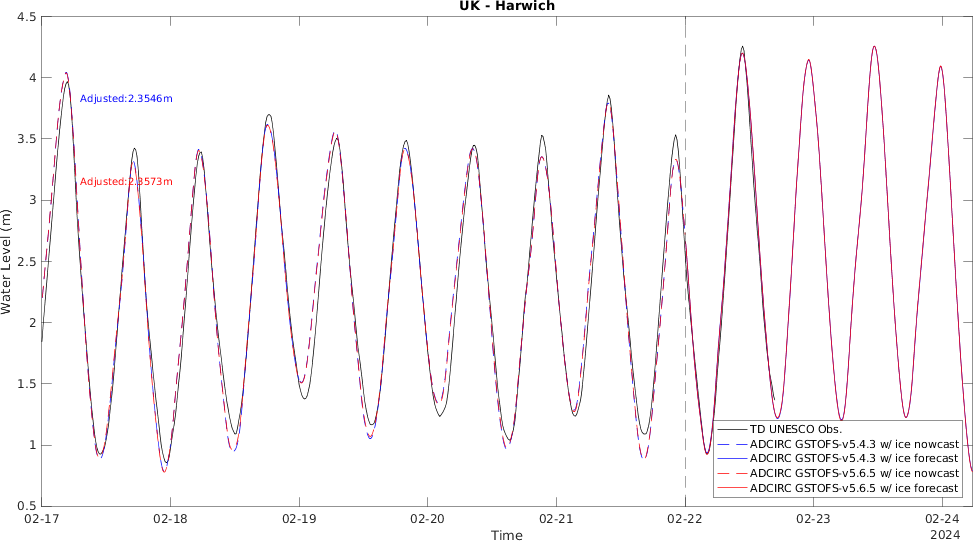 UK - Harwich
4.5
4
3.5
3
2.5
2
1.5
1
0.5
Water Level (m)
Adjusted:2.3546m
Adjusted:2.3573m
TD UNESCO Obs.
ADCIRC GSTOFS-v5.4.3 w/ ice nowcast
ADCIRC GSTOFS-v5.4.3 w/ ice forecast
ADCIRC GSTOFS-v5.6.5 w/ ice nowcast
ADCIRC GSTOFS-v5.6.5 w/ ice forecast
02-17 02-18 02-19 02-20 02-21 02-22 02-23 02-24
Time
2024